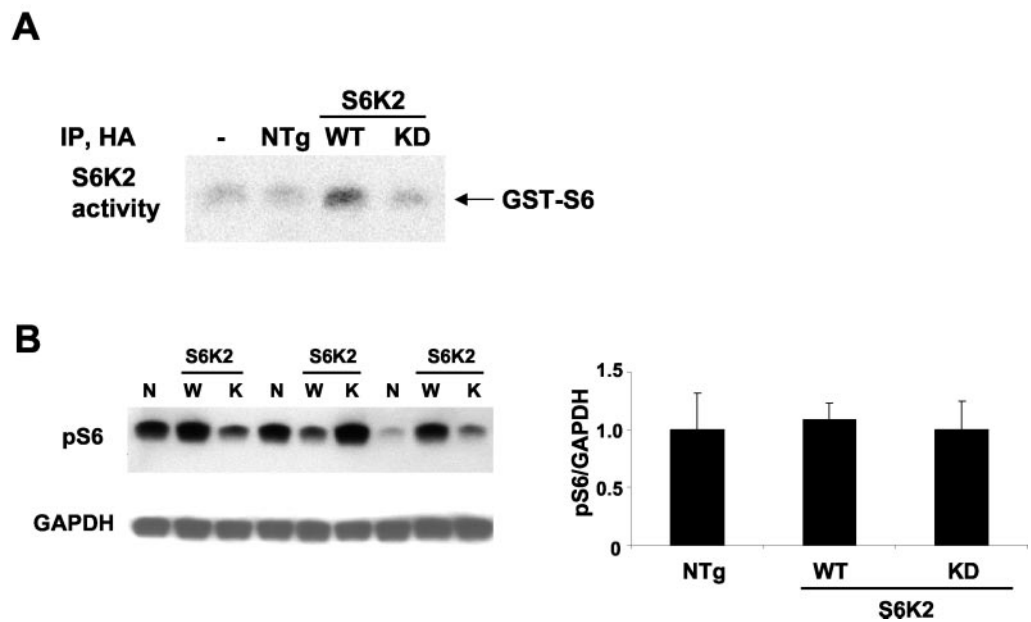 A
S6K2
IP, HA - NTg WT KD
S6K2 activity
GST-S6
B
S6K2 S6K2 S6K2
N W K N W K N W K
pS6
GAPDH
pS6/GAPDH
1.5
1.0
0.5
0
NTg WT KD
S6K2